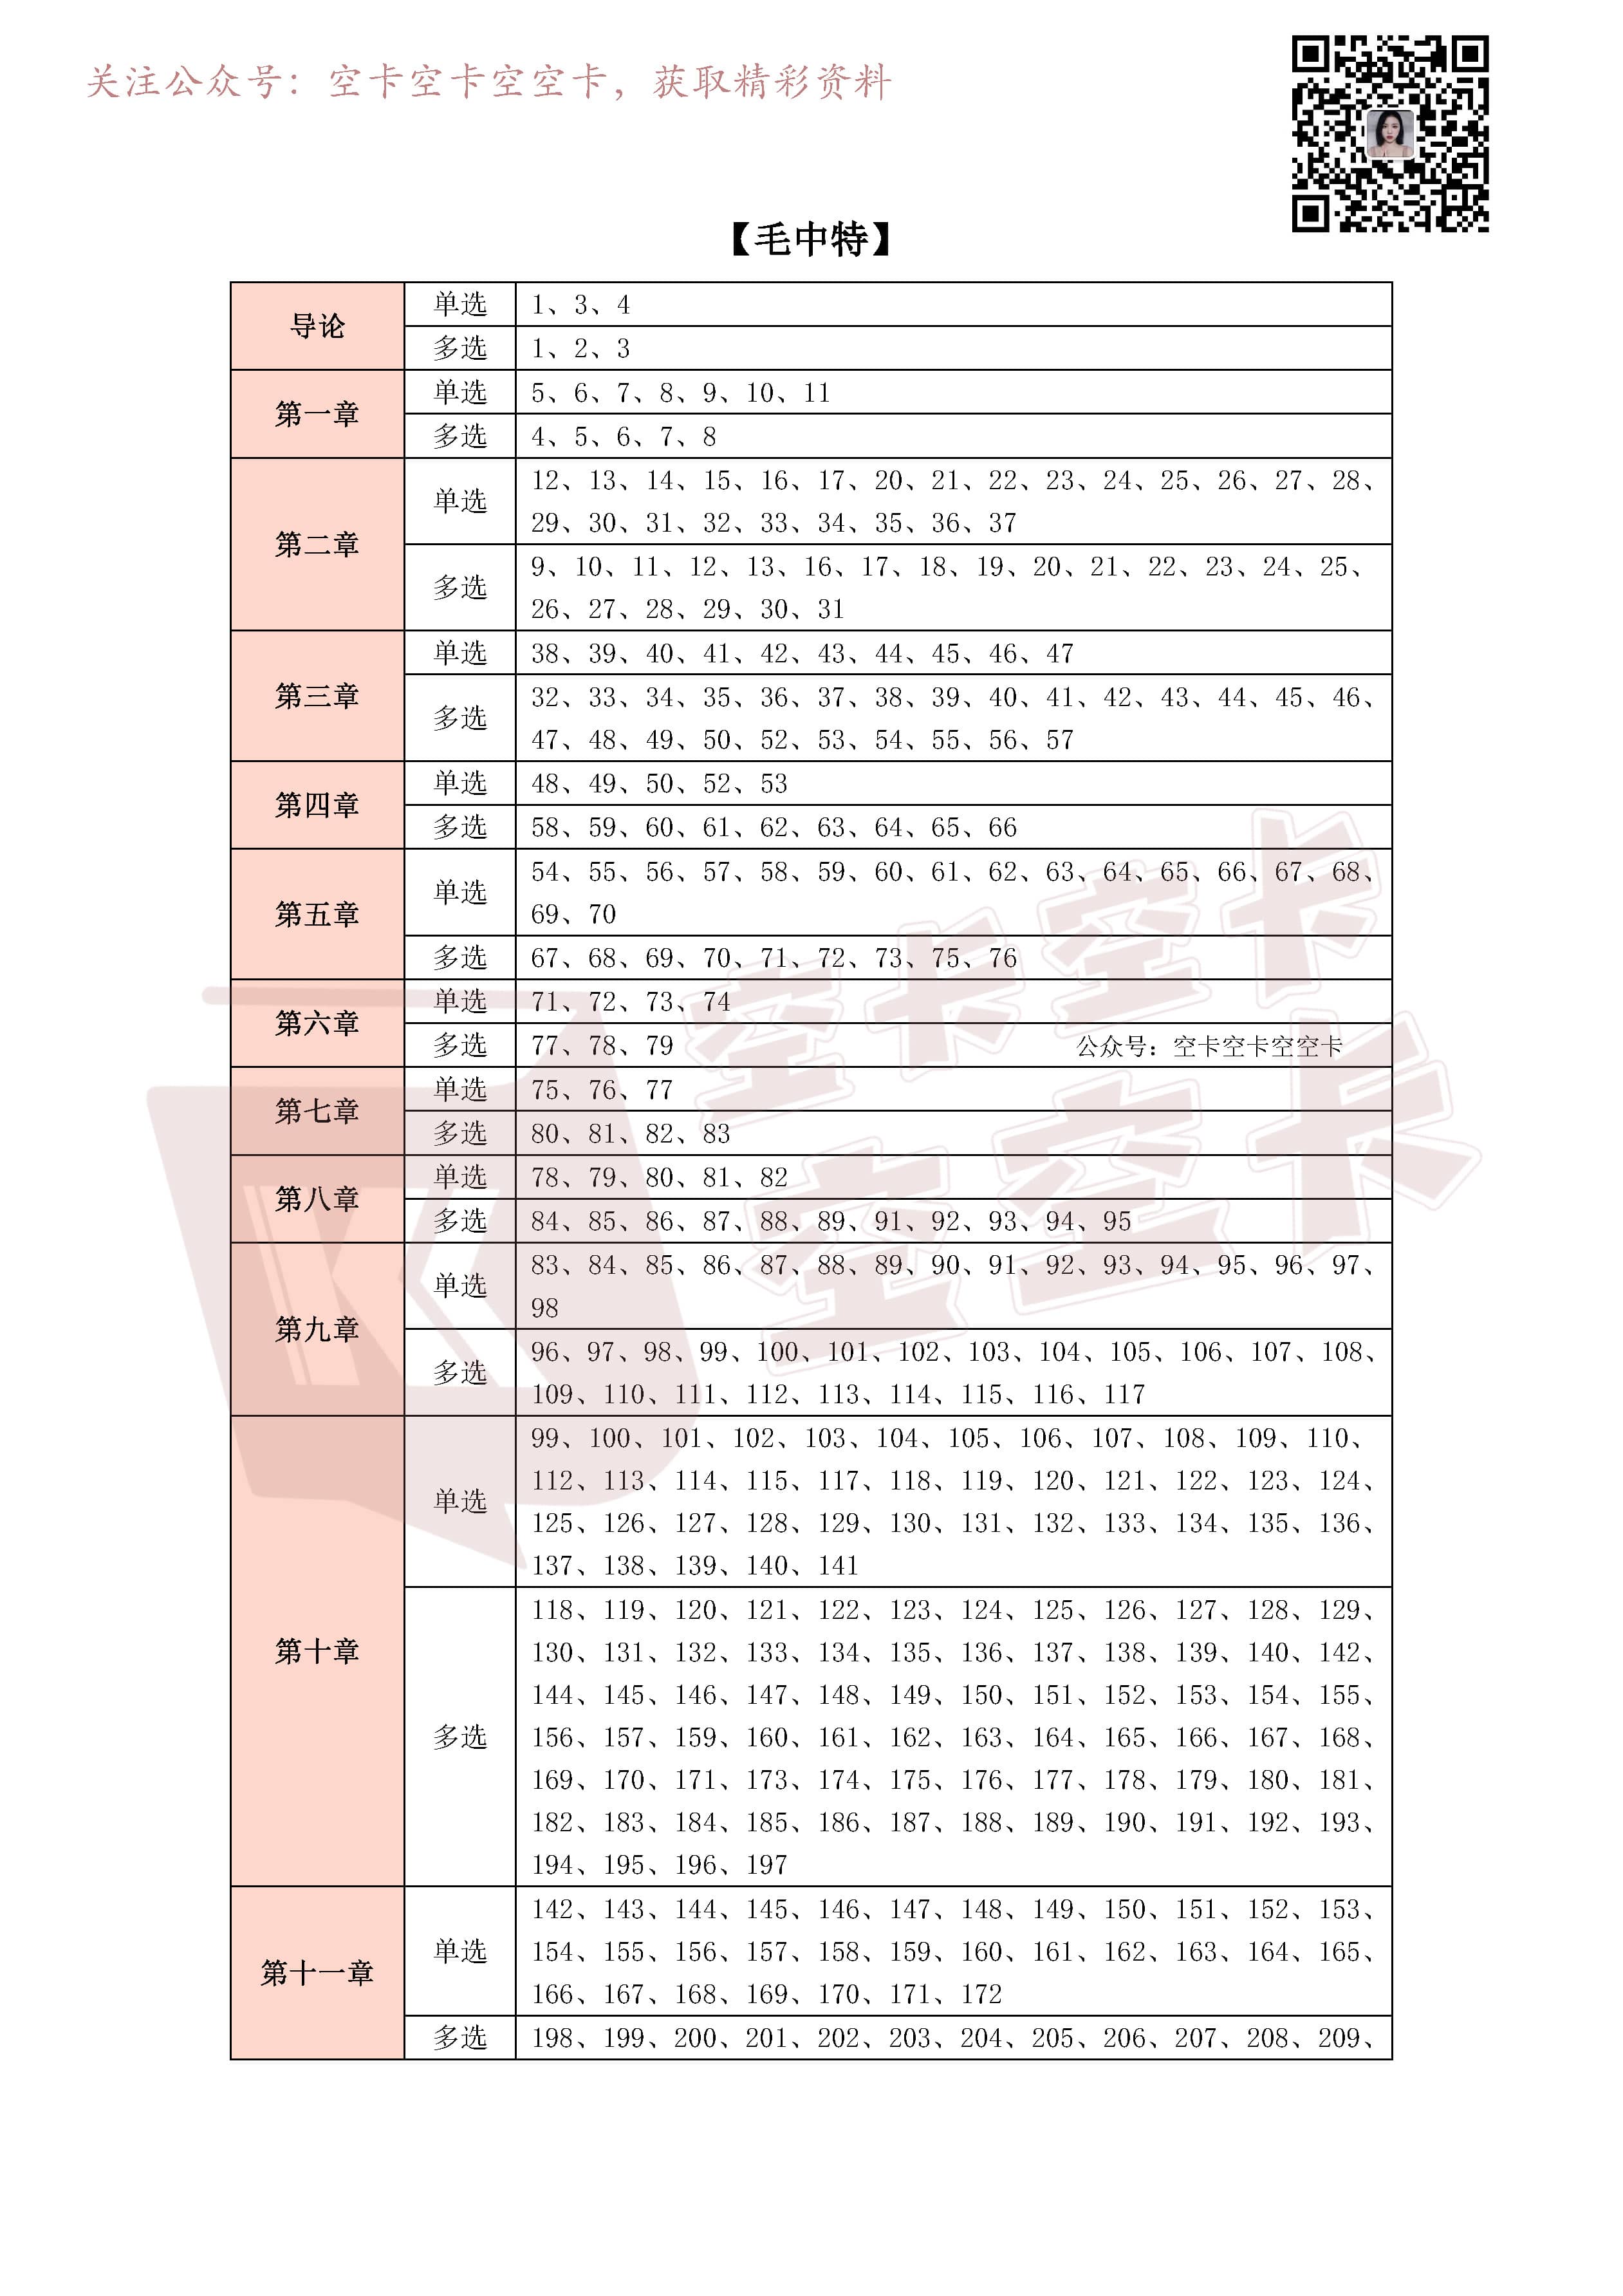 关注公众号：空卡空卡空空卡，获取精彩资料
【毛中特】
导论
单选
1、3、4
多选
1、2、3
第一章
单选
5、6、7、8、9、10、11
多选
4、5、6、7、8
第二章
单选
12、13、14、15、16、17、20、21、22、23、24、25、26、27、28、
29、30、31、32、33、34、35、36、37
多选
9、10、11、12、13、16、17、18、19、20、21、22、23、24、25、
26、27、28、29、30、31
第三章
单选
38、39、40、41、42、43、44、45、46、47
多选
32、33、34、35、36、37、38、39、40、41、42、43、44、45、46、
47、48、49、50、52、53、54、55、56、57
第四章
单选
48、49、50、52、53
多选
58、59、60、61、62、63、64、65、66
第五章
单选
54、55、56、57、58、59、60、61、62、63、64、65、66、67、68、
69、70
多选
67、68、69、70、71、72、73、75、76
第六章
单选
71、72、73、74
多选
77、78、79
公众号：空卡空卡空空卡
第七章
单选
75、76、77
多选
80、81、82、83
第八章
单选
78、79、80、81、82
多选
84、85、86、87、88、89、91、92、93、94、95
第九章
单选
83、84、85、86、87、88、89、90、91、92、93、94、95、96、97、
98
多选
96、97、98、99、100、101、102、103、104、105、106、107、108、
109、110、111、112、113、114、115、116、117
第十章
单选
99、100、101、102、103、104、105、106、107、108、109、110、
112、113、114、115、117、118、119、120、121、122、123、124、
125、126、127、128、129、130、131、132、133、134、135、136、
137、138、139、140、141
多选
118、119、120、121、122、123、124、125、126、127、128、129、
130、131、132、133、134、135、136、137、138、139、140、142、
144、145、146、147、148、149、150、151、152、153、154、155、
156、157、159、160、161、162、163、164、165、166、167、168、
169、170、171、173、174、175、176、177、178、179、180、181、
182、183、184、185、186、187、188、189、190、191、192、193、
194、195、196、197
第十一章
单选
142、143、144、145、146、147、148、149、150、151、152、153、
154、155、156、157、158、159、160、161、162、163、164、165、
166、167、168、169、170、171、172
多选
198、199、200、201、202、203、204、205、206、207、208、209、
空卡空卡
空空卡